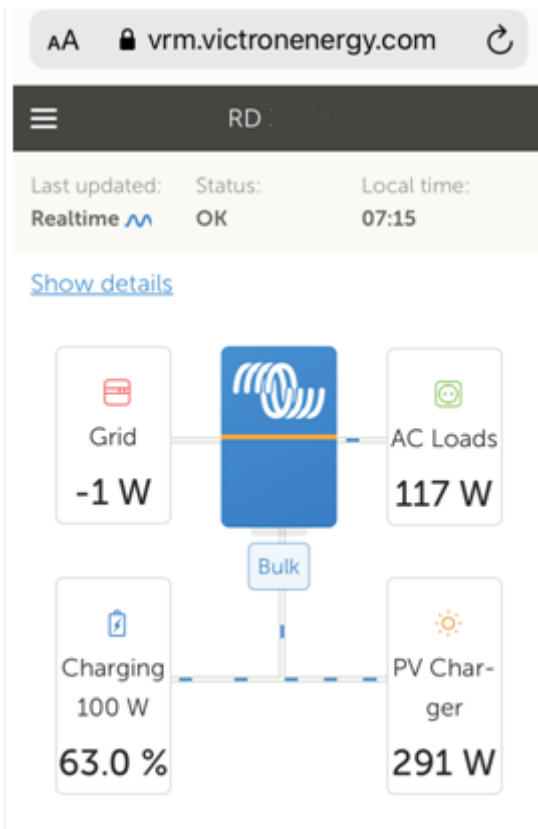 AA vrm.victronenergy.com
RD
Last updated: Status: Local time:
Realtime OK 07:15
Show details
Grid
-1 W
AC Loads
117 W
Bulk
Charging
100 W
63.0 %
PV Char-
ger
291 W